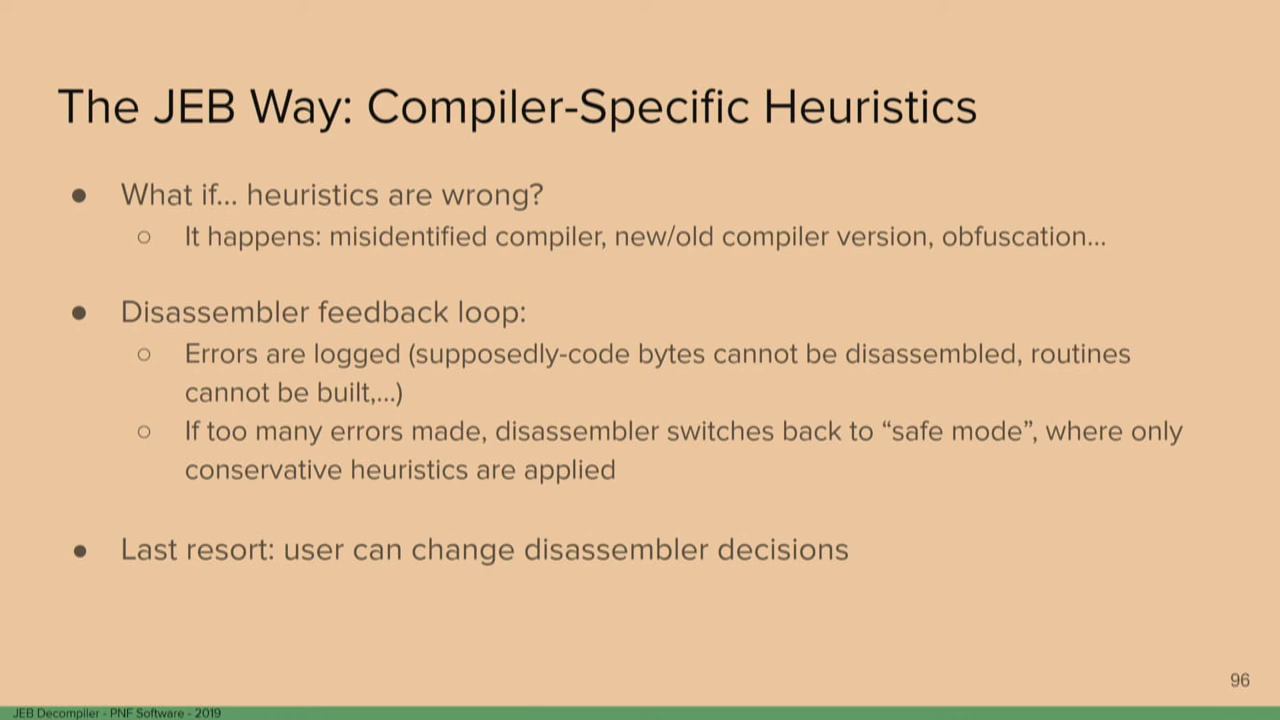 The JEB Way: Compiler-Specific Heuristics
● What if... heuristics are wrong?
○ It happens: misidentified compiler, new/old compiler version, obfuscation...
● Disassembler feedback loop:
○ Errors are logged (supposedly-code bytes cannot be disassembled, routines
cannot be built,...)
○ If too many errors made, disassembler switches back to “safe mode”, where only
conservative heuristics are applied
● Last resort: user can change disassembler decisions
96
JEB Decompiler - PNF Software - 2019